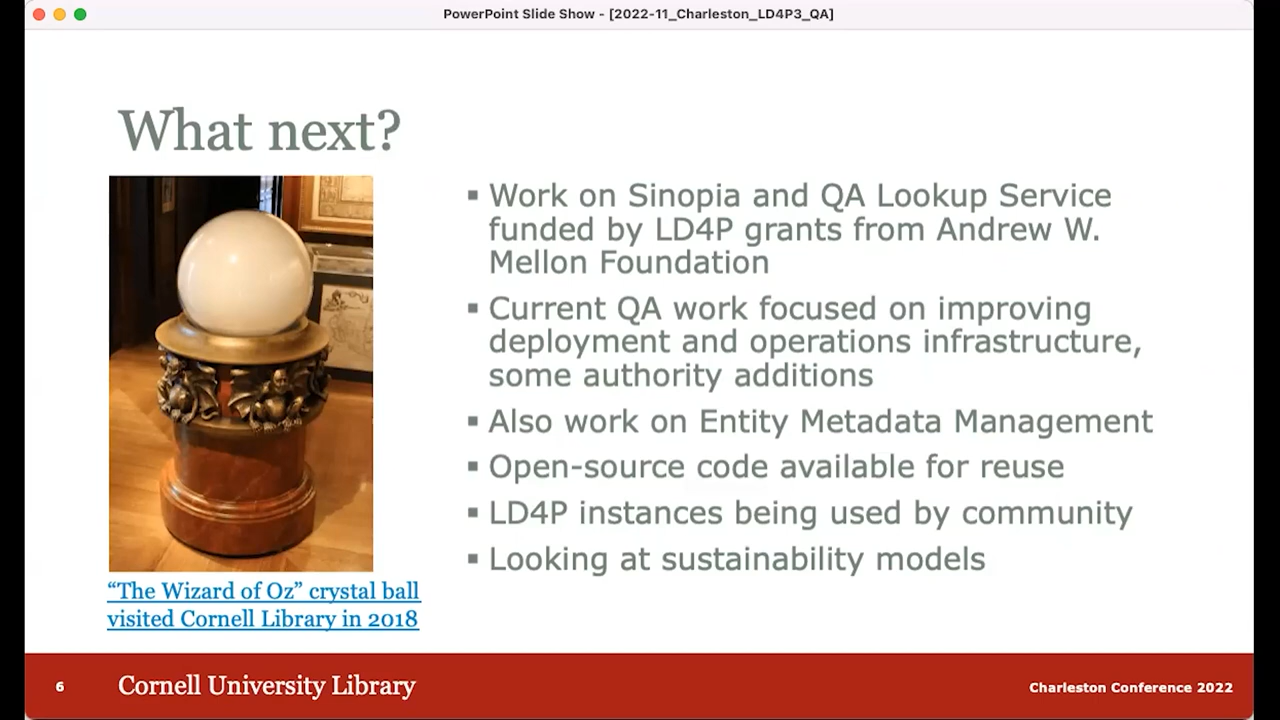 PowerPoint Slide Show - [2022-11_Charleston_LD4P3_QA]
What next?
▪ Work on Sinopia and QA Lookup Service
funded by LD4P grants from Andrew W.
Mellon Foundation
▪ Current QA work focused on improving
deployment and operations infrastructure,
some authority additions
▪ Also work on Entity Metadata Management
▪ Open-source code available for reuse
▪ LD4P instances being used by community
▪ Looking at sustainability models
“The Wizard of Oz” crystal ball
visited Cornell Library in 2018
6
Cornell University Library
Charleston Conference 2022